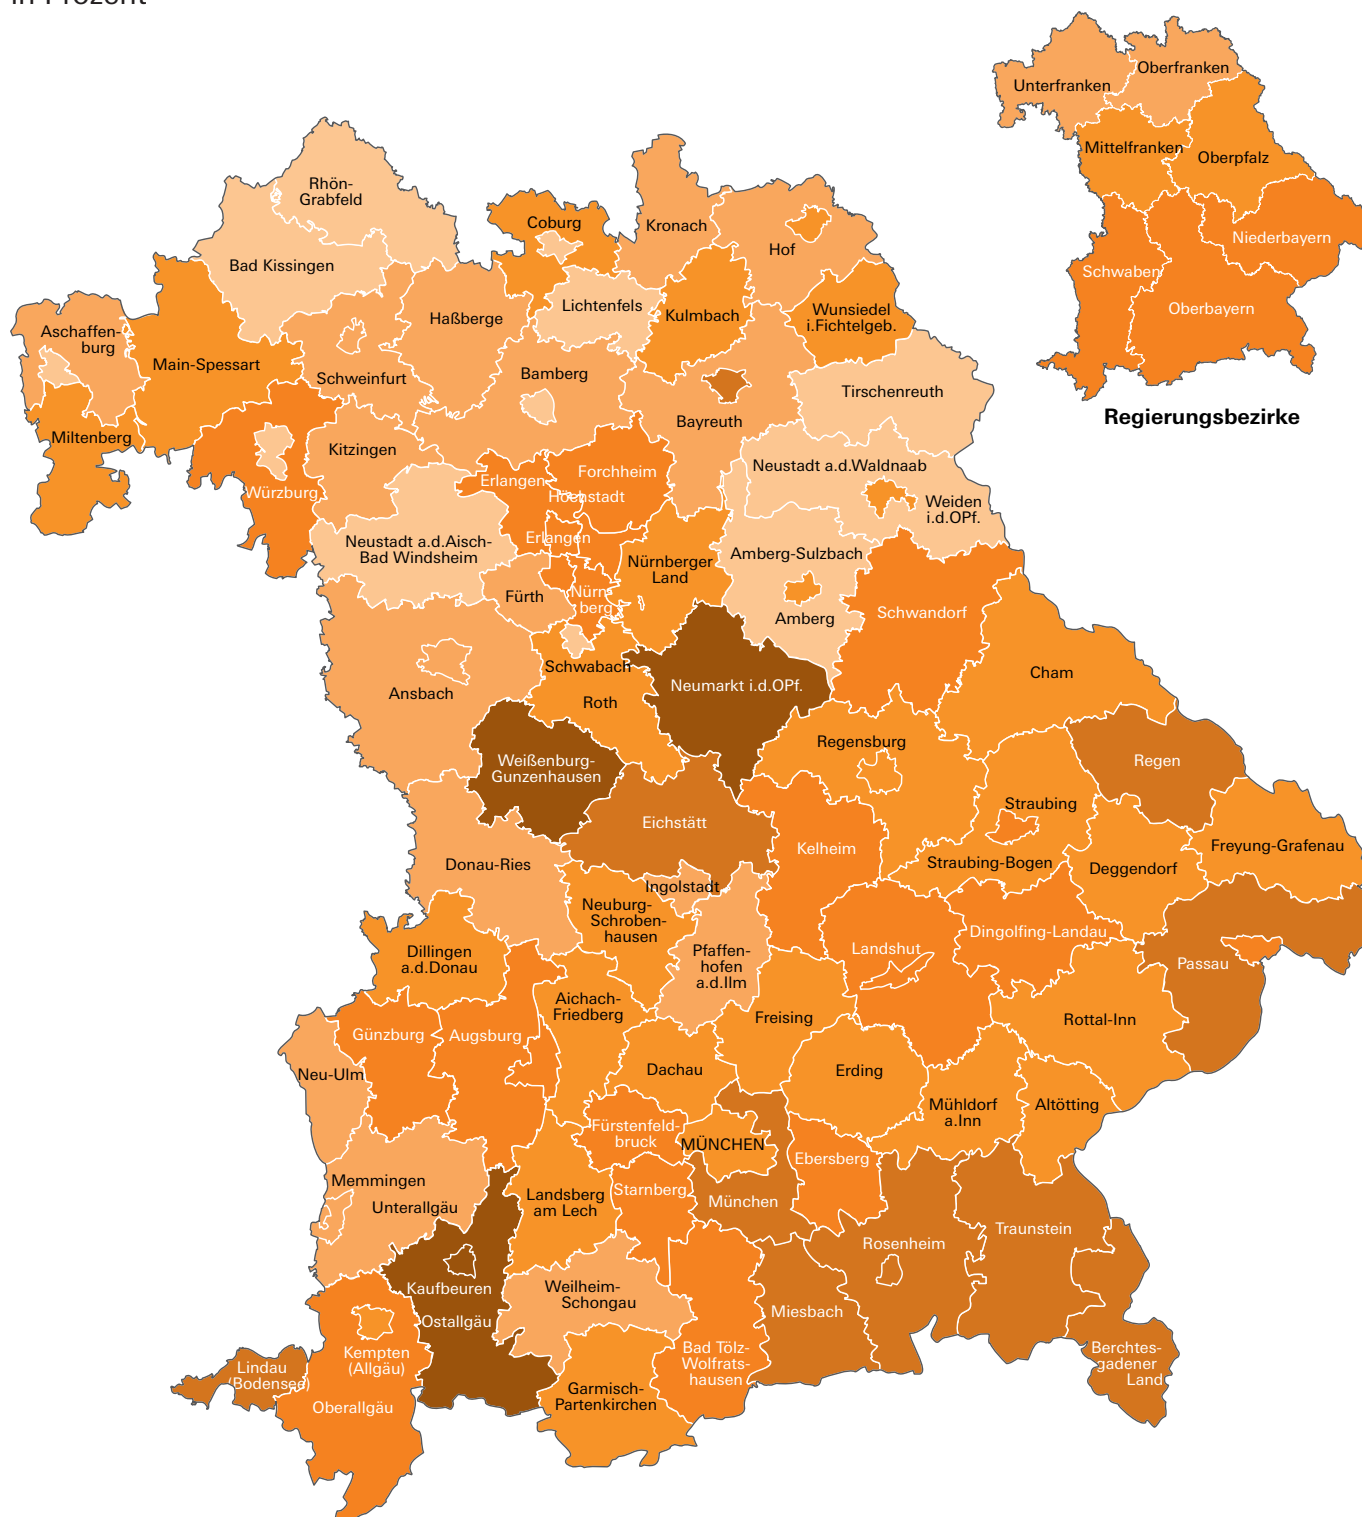 in Prozent
Unterfranken
Oberfranken
Mittelfranken
Oberpfalz
Niederbayern
Schwaben
Oberbayern
Regierungsbezirke
Rhön-
Grabfeld
Coburg
Kronach
Hof
Bad Kissingen
Lichtenfels
Kulmbach
Wunsiedel
i.Fichtelgeb.
Haßberge
Aschaffen-
burg
Main-Spessart
Schweinfurt
Bamberg
Tirschenreuth
Bayreuth
Miltenberg
Kitzingen
Neustadt a.d.Waldnaab
Weiden
i.d.OPf.
Würzburg
Erlangen
Forchheim
Höchstadt
Erlangen
Neustadt a.d.Aisch-
Bad Windsheim
Nürnberger
Land
Amberg-Sulzbach
Amberg
Fürth
Nürn-
berg
Schwandorf
Schwabach
Roth
Ansbach
Neumarkt i.d.OPf.
Cham
Weißenburg-
Gunzenhausen
Regensburg
Regen
Eichstätt
Straubing
Kelheim
Straubing-Bogen
Deggendorf
Freyung-Grafenau
Donau-Ries
Ingolstadt
Neuburg-
Schroben-
hausen
Pfaffen-
hofen
a.d.Ilm
Dillingen
a.d.Donau
Landshut
Dingolfing-Landau
Passau
Aichach-
Friedberg
Freising
Rottal-Inn
Günzburg
Augsburg
Neu-Ulm
Dachau
Erding
Mühldorf
a.Inn
Altötting
Fürstenfeld-
bruck
MÜNCHEN
Ebersberg
Memmingen
Unterallgäu
Landsberg
am Lech
Starnberg
München
Rosenheim
Traunstein
Kaufbeuren
Ostallgäu
Weilheim-
Schongau
Miesbach
Kempten
(Allgäu)
Lindau
(Bodensee)
Oberallgäu
Bad Tölz-
Wolfrats-
hausen
Garmisch-
Partenkirchen
Berchtes-
gadener
Land